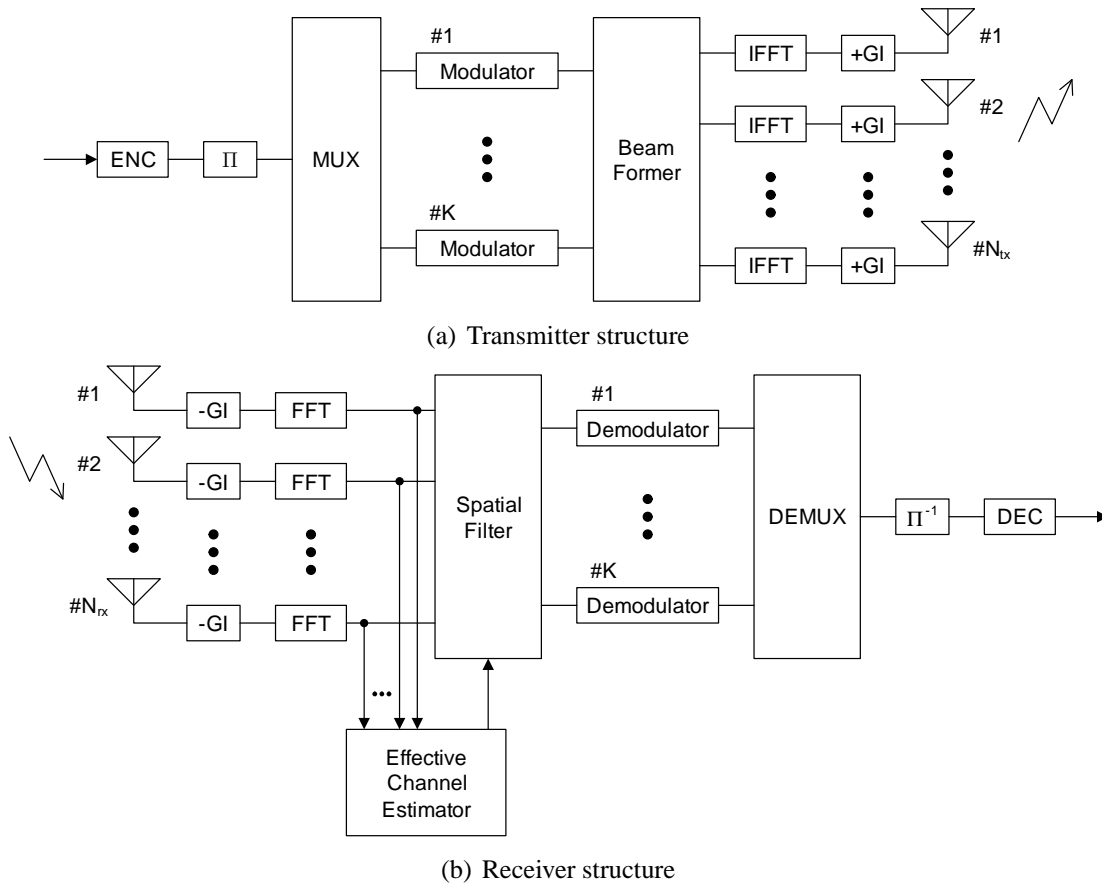 #1
Modulator
#K
Modulator
ENC
Π
MUX
Beam
Former
IFFT
+GI
#1
IFFT
+GI
#2
IFFT
+GI
#Ntx
(a) Transmitter structure
#1
-GI
FFT
#2
-GI
FFT
#Nrx
-GI
FFT
Spatial
Filter
#1
Demodulator
#K
Demodulator
DEMUX
Π-1
DEC
Effective
Channel
Estimator
(b) Receiver structure